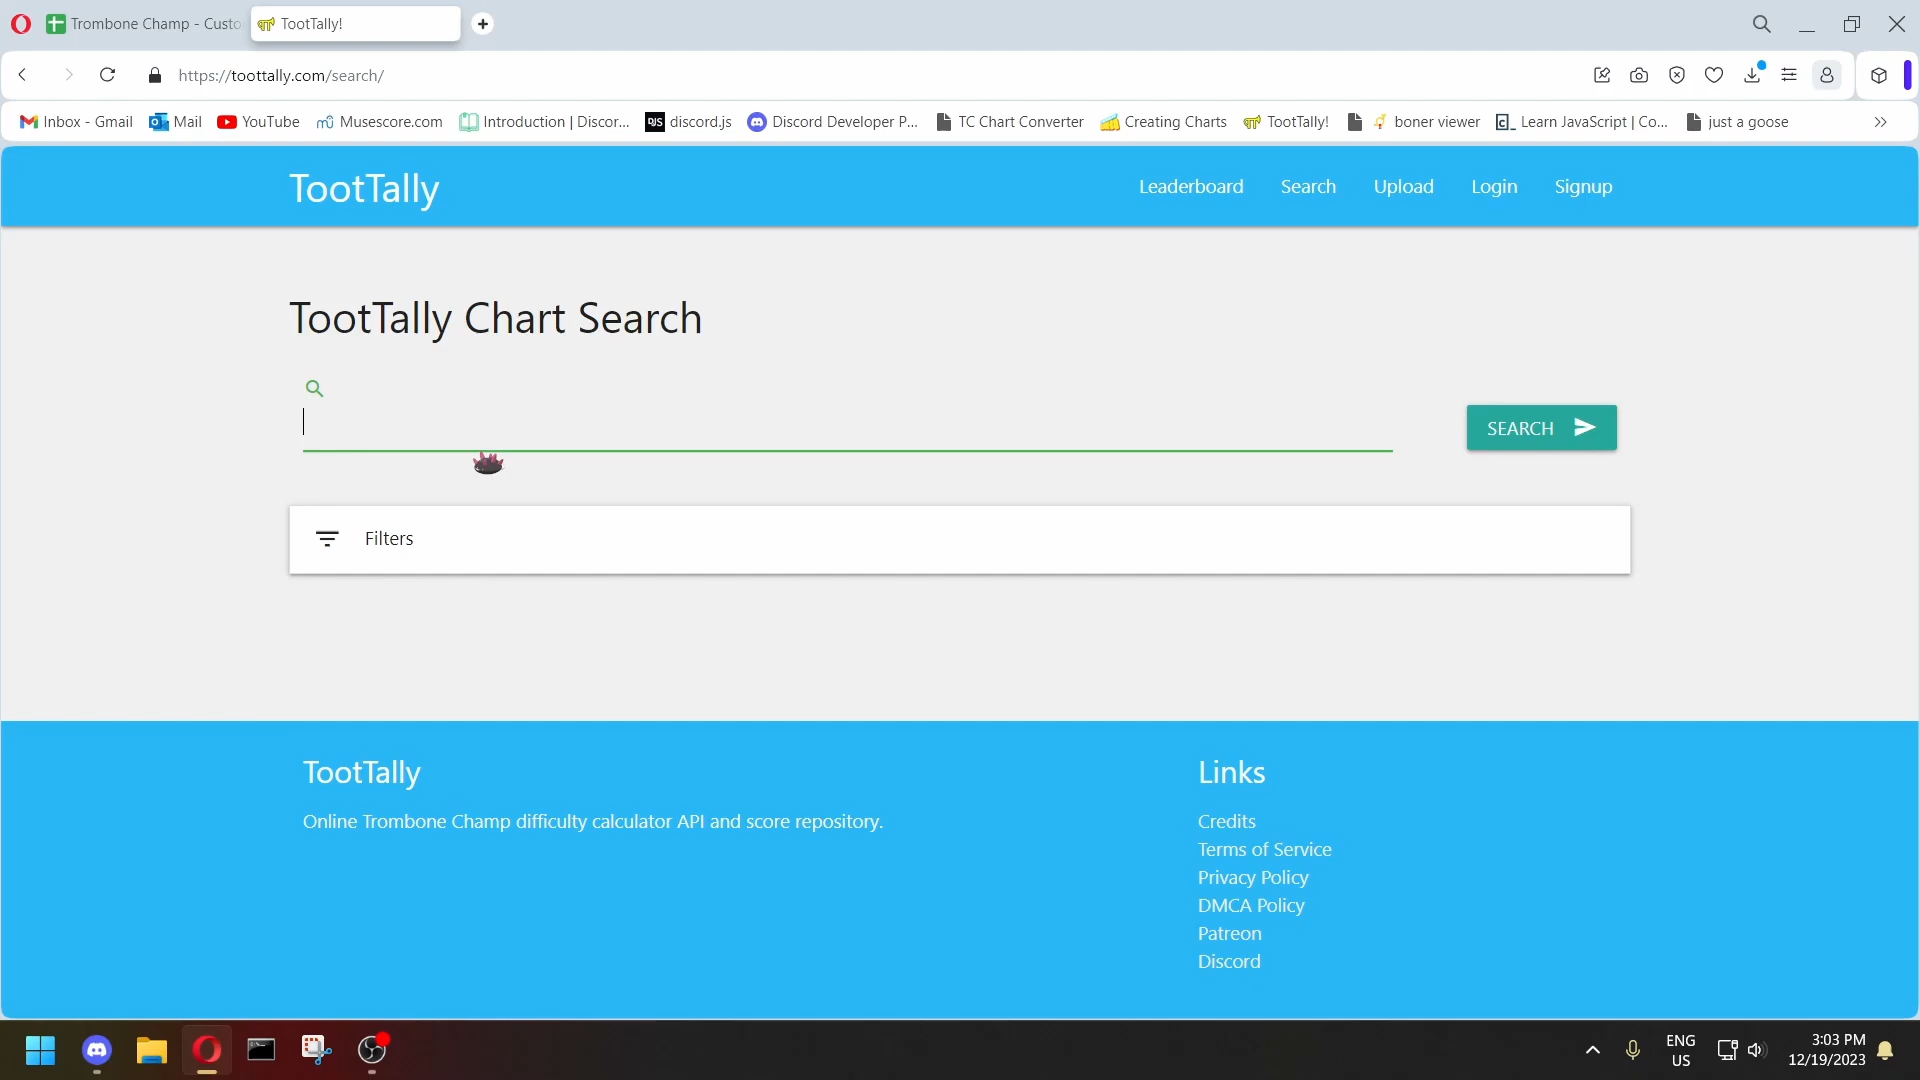 Trombone Champ - Custo
TootTally!
https://toottally.com/search/
Inbox - Gmail
Mail
YouTube
Musescore.com
Introduction | Discor...
DJS discord.js
Discord Developer P...
TC Chart Converter
Creating Charts
TootTally!
boner viewer
Learn JavaScript | Co...
just a goose
TootTally
Leaderboard
Search
Upload
Login
Signup
TootTally Chart Search
SEARCH
Filters
TootTally
Online Trombone Champ difficulty calculator API and score repository.
Links
Credits
Terms of Service
Privacy Policy
DMCA Policy
Patreon
Discord
ENG
US
3:03 PM
12/19/2023